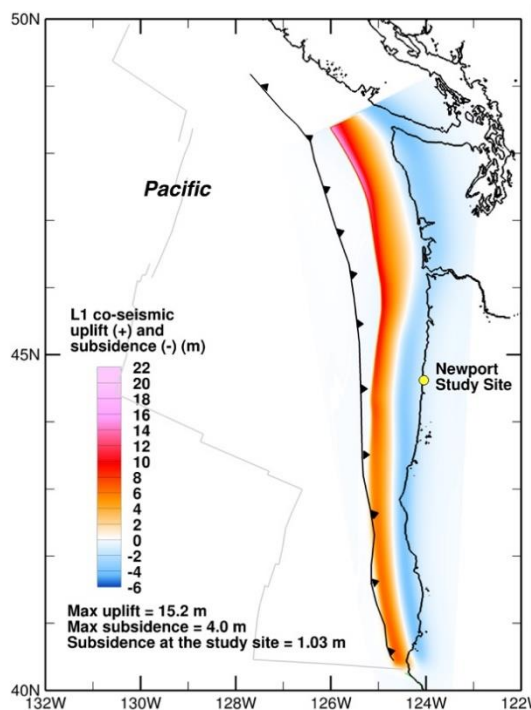 50N
Pacific
L1 co-seismic
uplift (+) and
subsidence (-) (m)
22
20
18
16
14
12
10
8
6
4
2
0
-2
-4
-6
45N
Newport
Study Site
Max uplift = 15.2 m
Max subsidence = 4.0 m
Subsidence at the study site = 1.03 m
40N
132W
130W
128W
126W
124W
122W